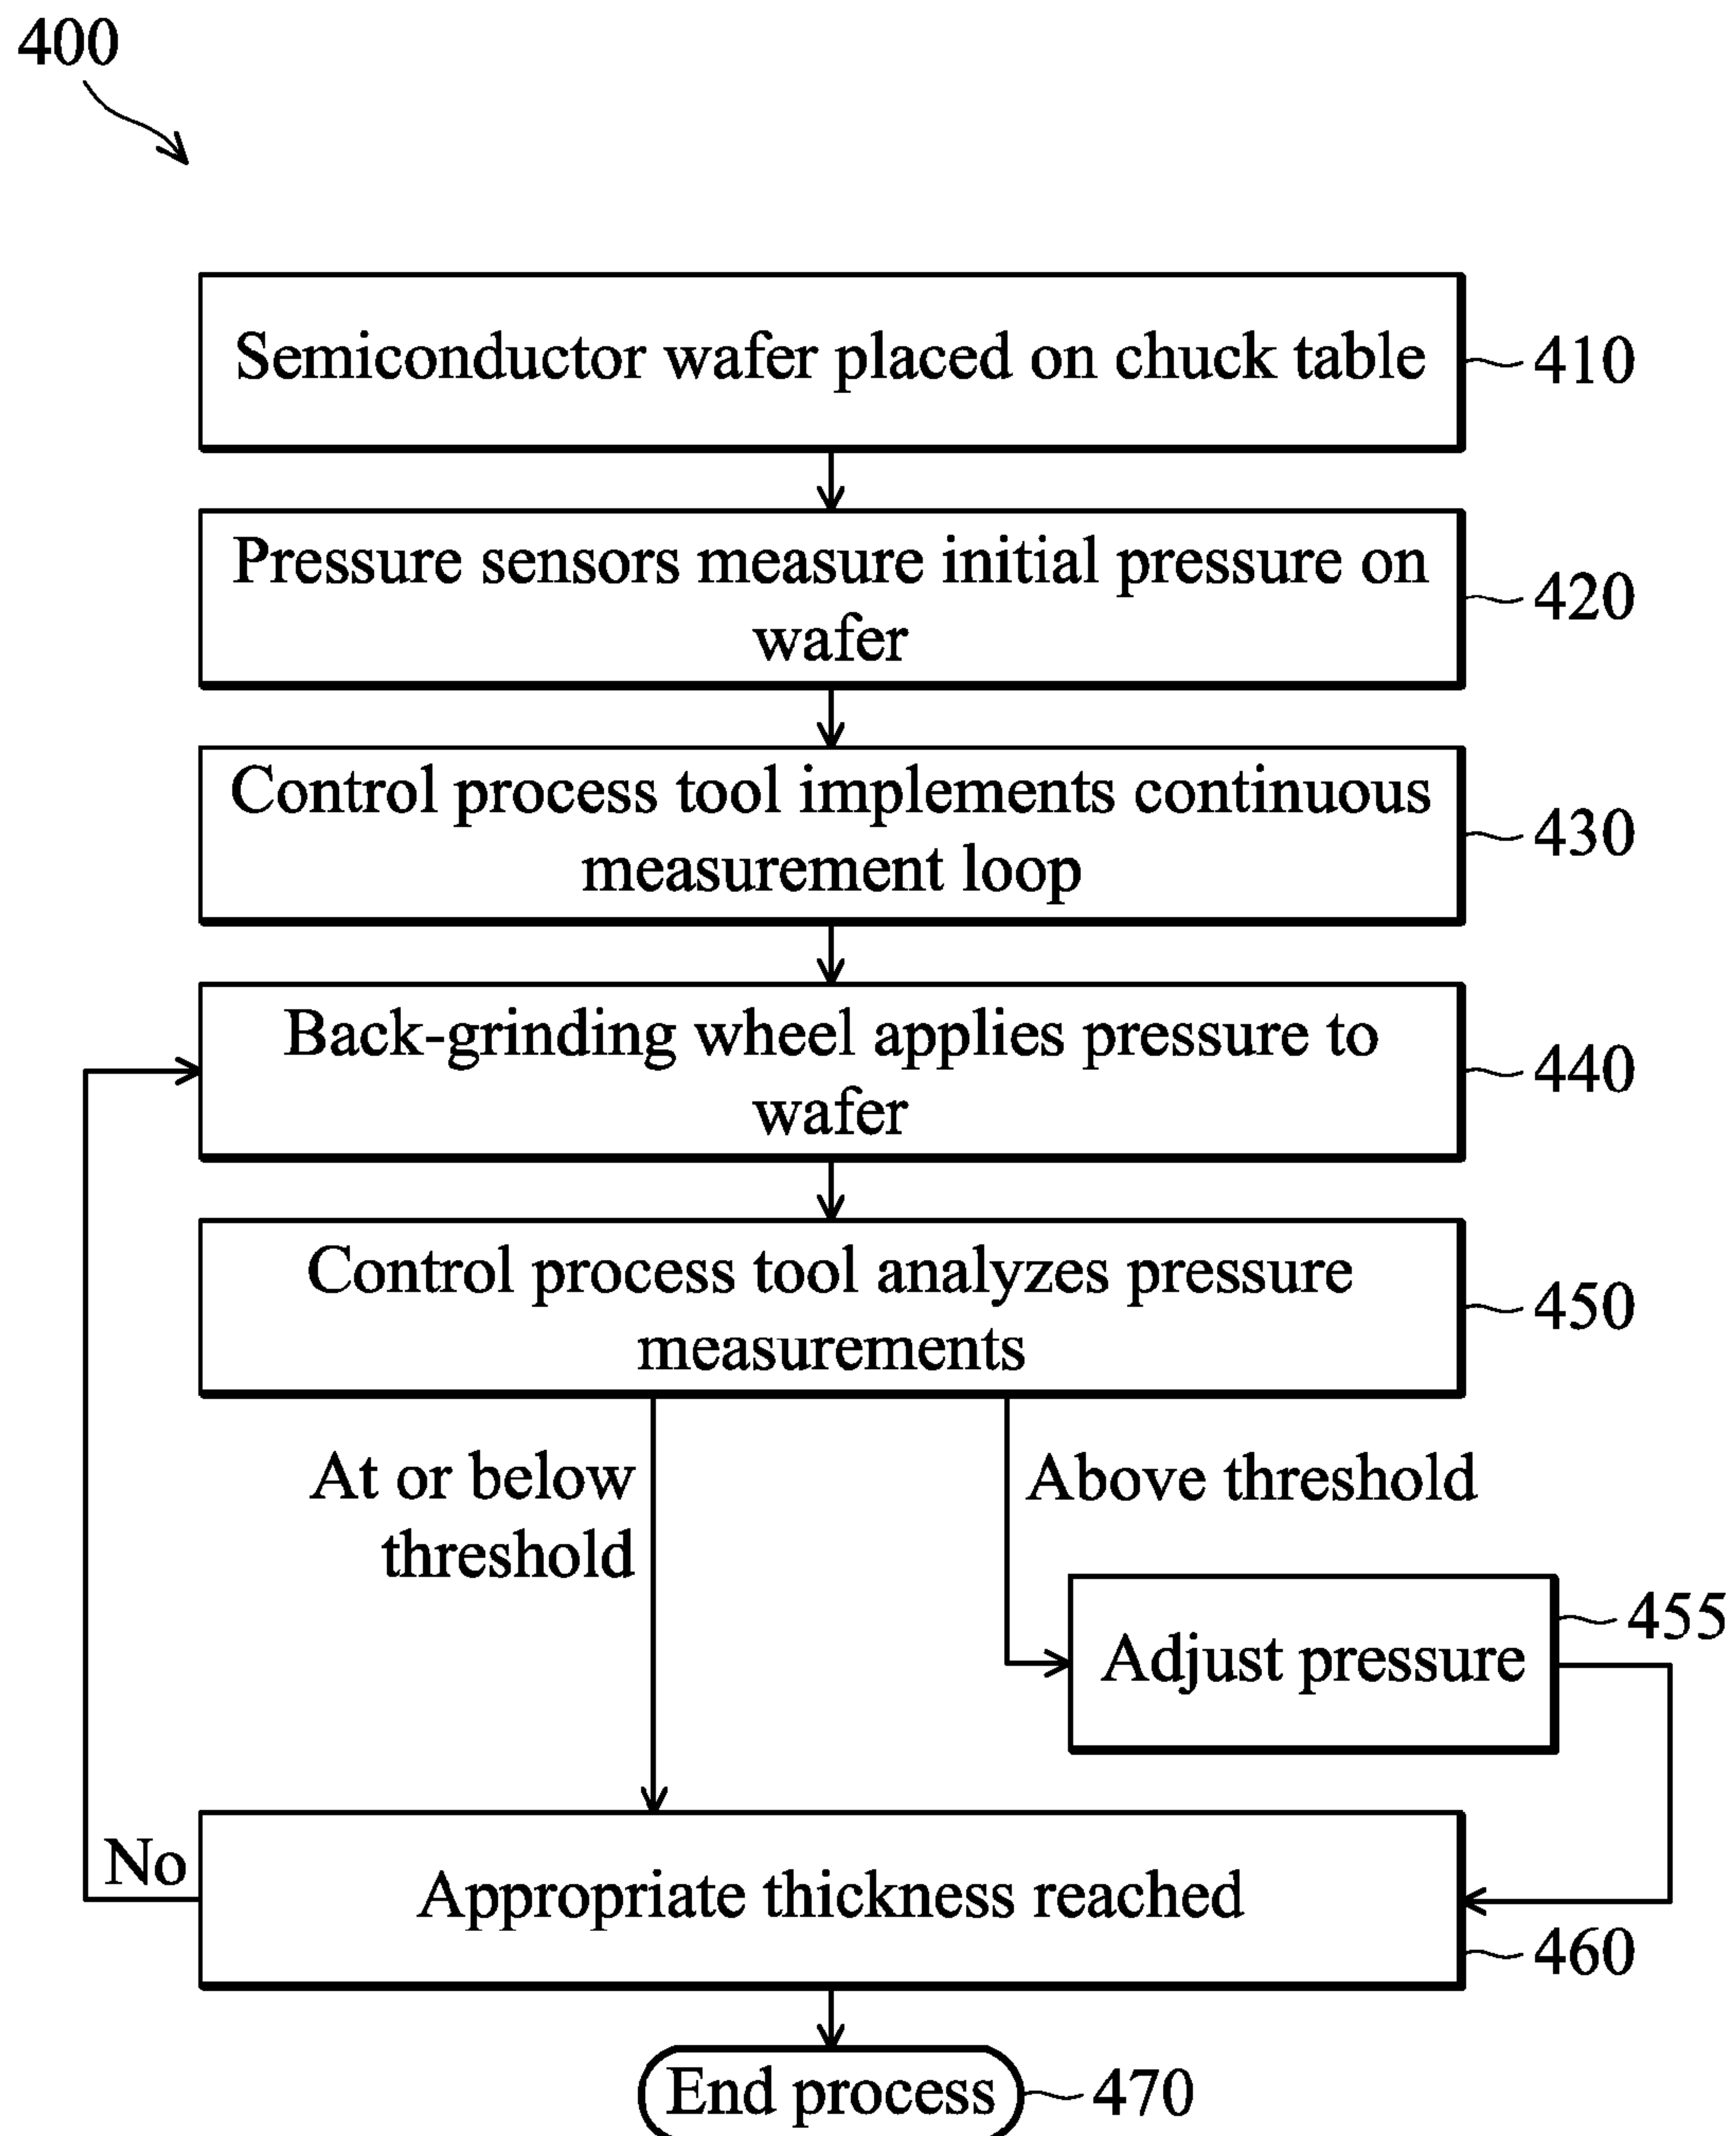 400
Semiconductor wafer placed on chuck table
410
Pressure sensors measure initial pressure on
wafer
420
Control process tool implements continuous
measurement loop
430
Back-grinding wheel applies pressure to
wafer
440
Control process tool analyzes pressure
measurements
450
At or below
threshold
Above threshold
Adjust pressure
455
No
Appropriate thickness reached
460
End process
470